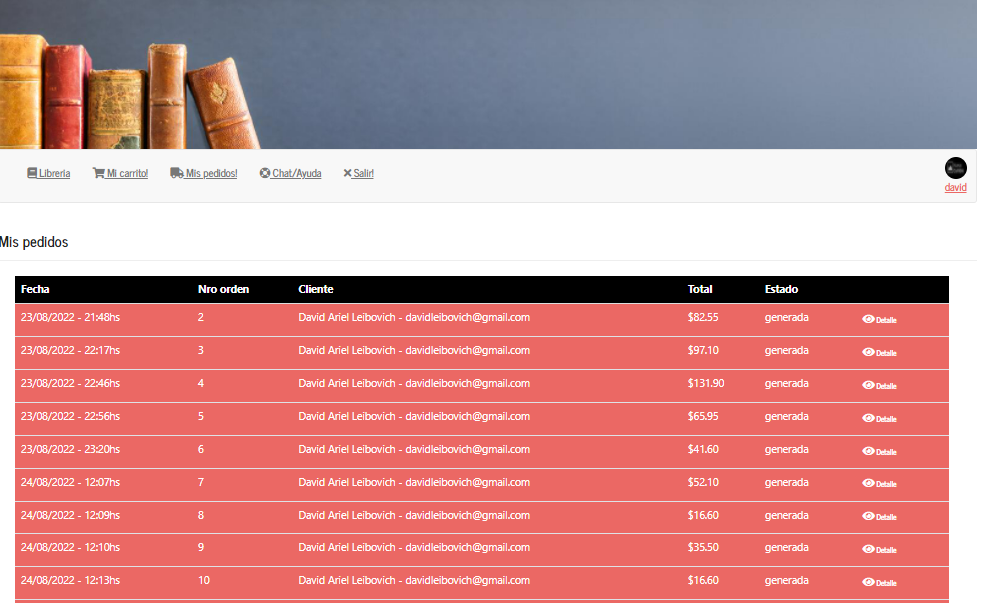 Libreria Mi carrito! Mis pedidos! Chat/Ayuda Salir!
david
Mis pedidos
Fecha Nro orden Cliente Total Estado
23/08/2022 - 21:48hs 2 David Ariel Leibovich - davidleibovich@gmail.com $82.55 generada Detalle
23/08/2022 - 22:17hs 3 David Ariel Leibovich - davidleibovich@gmail.com $97.10 generada Detalle
23/08/2022 - 22:46hs 4 David Ariel Leibovich - davidleibovich@gmail.com $131.90 generada Detalle
23/08/2022 - 22:56hs 5 David Ariel Leibovich - davidleibovich@gmail.com $65.95 generada Detalle
23/08/2022 - 23:20hs 6 David Ariel Leibovich - davidleibovich@gmail.com $41.60 generada Detalle
24/08/2022 - 12:07hs 7 David Ariel Leibovich - davidleibovich@gmail.com $52.10 generada Detalle
24/08/2022 - 12:09hs 8 David Ariel Leibovich - davidleibovich@gmail.com $16.60 generada Detalle
24/08/2022 - 12:10hs 9 David Ariel Leibovich - davidleibovich@gmail.com $35.50 generada Detalle
24/08/2022 - 12:13hs 10 David Ariel Leibovich - davidleibovich@gmail.com $16.60 generada Detalle